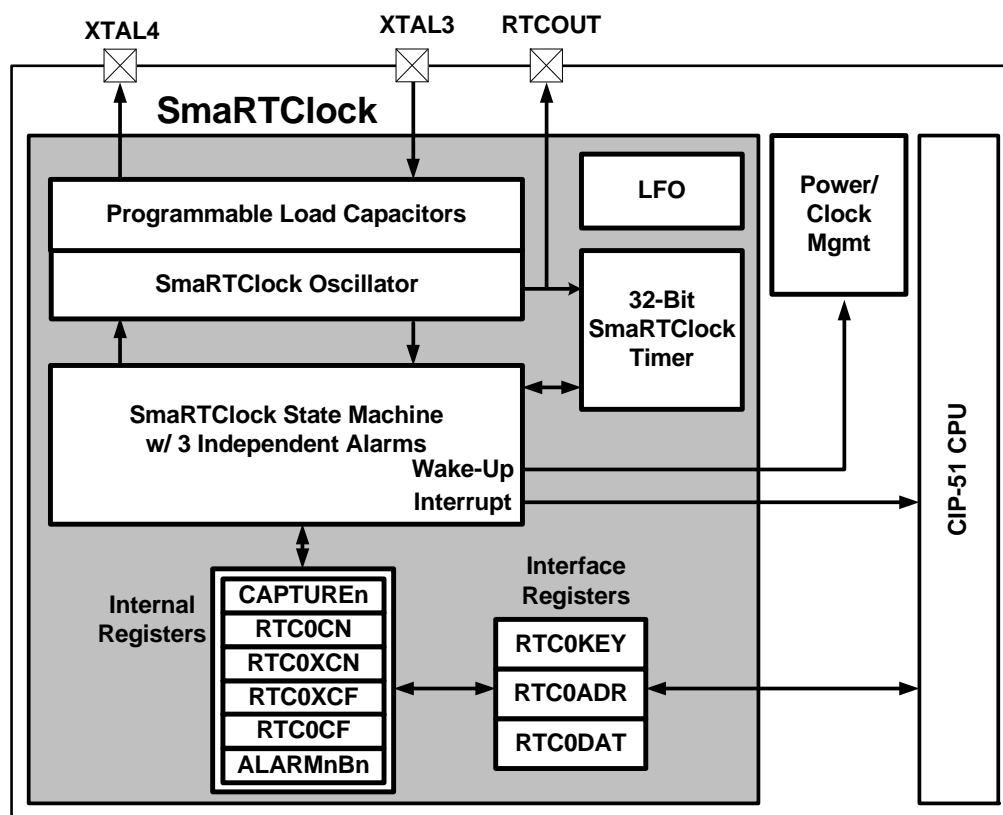 XTAL4
XTAL3
RTCOUT
SmaRTClock
Programmable Load Capacitors
SmaRTClock Oscillator
LFO
32-Bit
SmaRTClock
Timer
Power/
Clock
Mgmt
SmaRTClock State Machine
w/ 3 Independent Alarms
Wake-Up
Interrupt
CIP-51 CPU
Internal
Registers
CAPTUREn
RTC0CN
RTC0XCN
RTC0XCF
RTC0CF
ALARMnBn
Interface
Registers
RTC0KEY
RTC0ADR
RTC0DAT